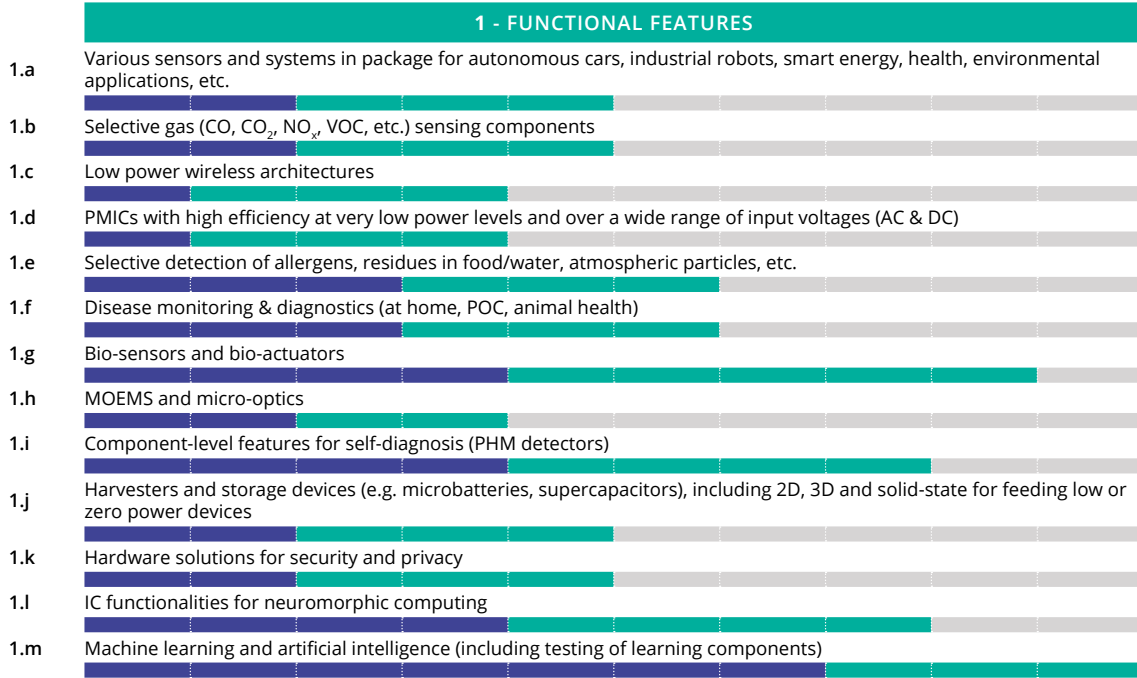 1 - FUNCTIONAL FEATURES
1.a Various sensors and systems in package for autonomous cars, industrial robots, smart energy, health, environmental
applications, etc.
1.b Selective gas (CO, CO₂, NOₓ, VOC, etc.) sensing components
1.c Low power wireless architectures
1.d PMICs with high efficiency at very low power levels and over a wide range of input voltages (AC & DC)
1.e Selective detection of allergens, residues in food/water, atmospheric particles, etc.
1.f Disease monitoring & diagnostics (at home, POC, animal health)
1.g Bio-sensors and bio-actuators
1.h MOEMS and micro-optics
1.i Component-level features for self-diagnosis (PHM detectors)
1.j Harvesters and storage devices (e.g. microbatteries, supercapacitors), including 2D, 3D and solid-state for feeding low or
zero power devices
1.k Hardware solutions for security and privacy
1.l IC functionalities for neuromorphic computing
1.m Machine learning and artificial intelligence (including testing of learning components)